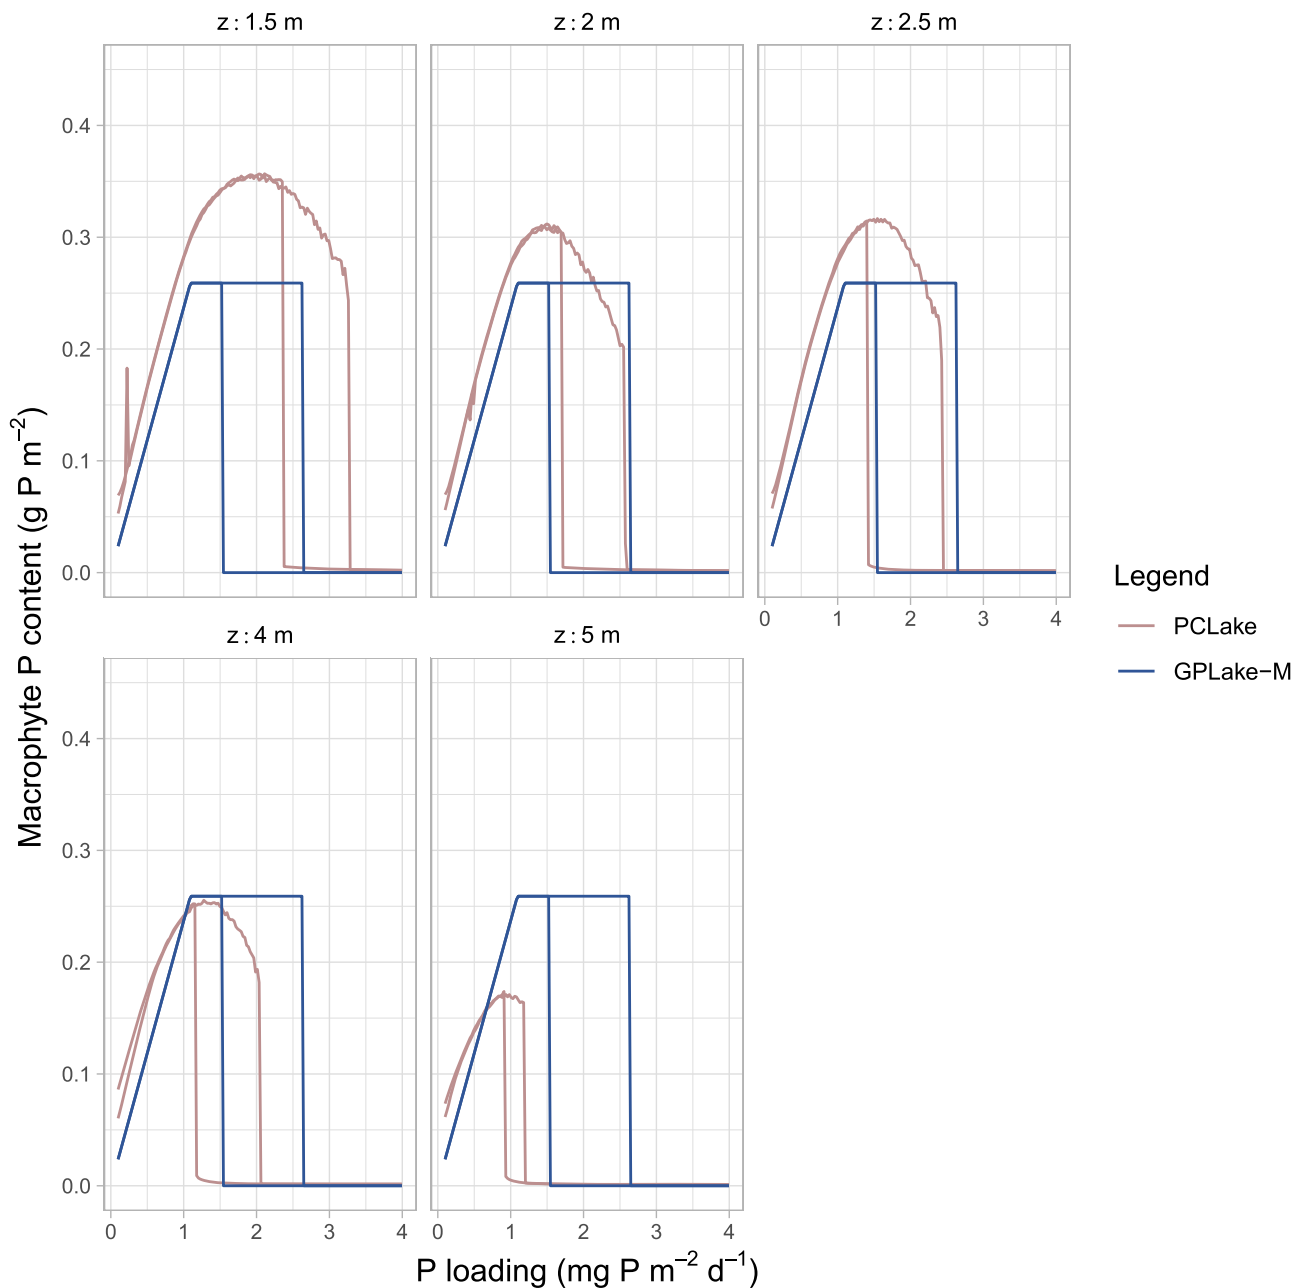 z : 1.5 m
z : 2 m
z : 2.5 m
0.4
0.3
0.2
0.1
0.0
0 1 2 3 4
z : 4 m
z : 5 m
0.4
0.3
0.2
0.1
0.0
0 1 2 3 4
0 1 2 3 4
Macrophyte P content (g P m⁻²)
P loading (mg P m⁻² d⁻¹)
Legend
PCLake
GPLake−M